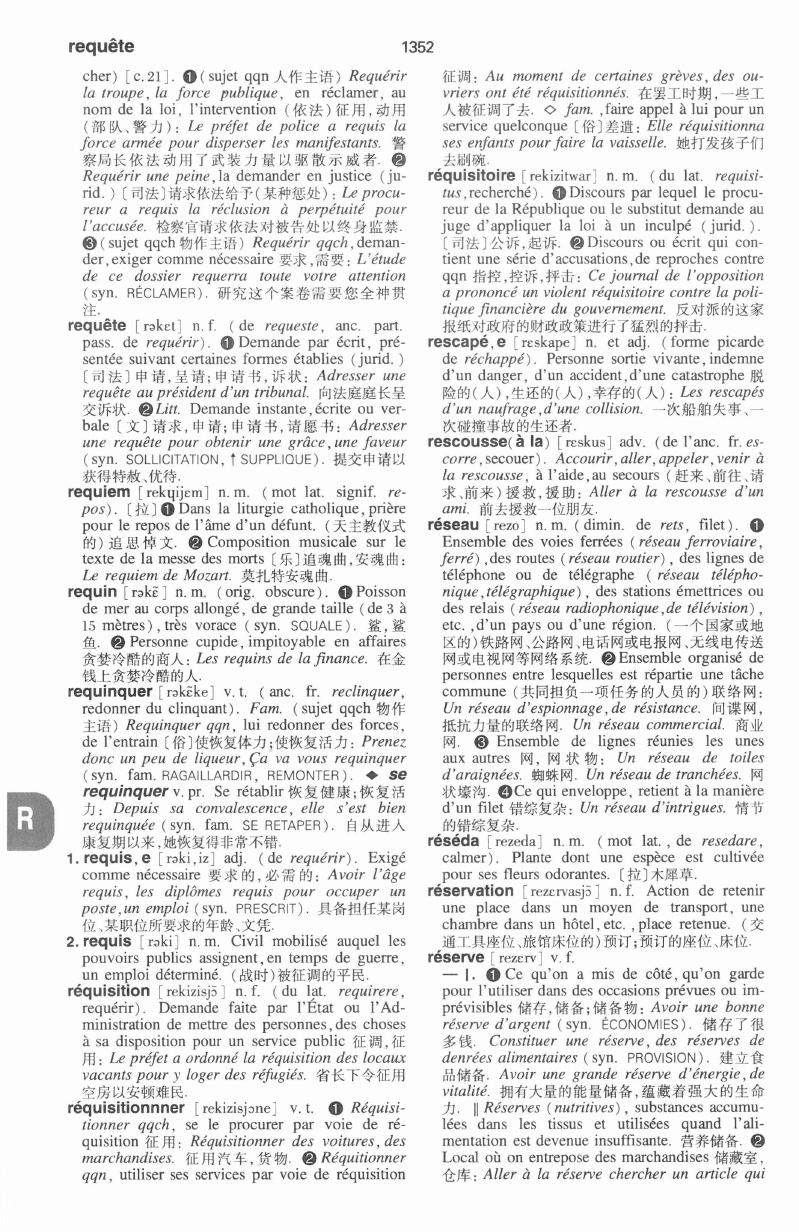 requête
1352
cher) [c.21]. ❶(sujet qqn 人作主语) Requérir
la troupe, la force publique, en réclamer, au
nom de la loi, l'intervention (依法)征用,动用
(部队、警力): Le préfet de police a requis la
force armée pour disperser les manifestants. 警
察局长依法动用了武装力量以驱散示威者. ❷
Requérir une peine,la demander en justice (ju-
rid.)〔司法〕请求依法给予(某种惩处): Le procu-
reur a requis la réclusion à perpétuité pour
l'accusée. 检察官请求依法对被告处以终身监禁.
❸(sujet qqch 物作主语) Requérir qqch,deman-
der,exiger comme nécessaire 要求,需要: L'étude
de ce dossier requerra toute votre attention
(syn. RÉCLAMER). 研究这个案卷需要您全神贯
注.
requête [rəkɛt] n.f. (de requeste, anc. part.
pass. de requérir). ❶Demande par écrit, pré-
sentée suivant certaines formes établies (jurid.)
〔司法〕申请,呈请;申请书,诉状: Adresser une
requête au président d'un tribunal. 向法庭庭长呈
交诉状. ❷Litt. Demande instante,écrite ou ver-
bale〔文〕请求,申请;申请书,请愿书: Adresser
une requête pour obtenir une grâce,une faveur
(syn. SOLLICITATION,↑SUPPLIQUE). 提交申请以
获得特赦、优待.
requiem [rekɥijɛm] n.m. (mot lat. signif. re-
pos).〔拉〕❶Dans la liturgie catholique,prière
pour le repos de l'âme d'un défunt. (天主教仪式
的)追思悼文. ❷Composition musicale sur le
texte de la messe des morts〔乐〕追魂曲,安魂曲:
Le requiem de Mozart. 莫扎特安魂曲.
requin [rəkɛ̃] n.m. (orig. obscure). ❶Poisson
de mer au corps allongé, de grande taille (de 3 à
15 mètres),très vorace (syn. SQUALE). 鲨,鲨
鱼. ❷Personne cupide,impitoyable en affaires
贪婪冷酷的商人: Les requins de la finance. 在金
钱上贪婪冷酷的人.
requinquer [rəkɛ̃ke] v.t. (anc. fr. reclinquer,
redonner du clinquant). Fam. (sujet qqch 物作
主语) Requinquer qqn, lui redonner des forces,
de l'entrain〔俗〕使恢复体力;使恢复活力: Prenez
donc un peu de liqueur,Ça va vous requinquer
(syn. fam. RAGAILLARDIR, REMONTER). ◆ se
requinquer v.pr. Se rétablir 恢复健康;恢复活
力: Depuis sa convalescence, elle s'est bien
requinquée (syn. fam. SE RETAPER). 自从进入
康复期以来,她恢复得非常不错.
1. requis,e [rəki,iz] adj. (de requérir). Exigé
comme nécessaire 要求的,必需的: Avoir l'âge
requis, les diplômes requis pour occuper un
poste,un emploi (syn. PRESCRIT). 具备担任某岗
位、某职位所要求的年龄、文凭.
2. requis [rəki] n.m. Civil mobilisé auquel les
pouvoirs publics assignent,en temps de guerre,
un emploi déterminé. (战时)被征调的平民.
réquisition [rekizisjɔ̃] n.f. (du lat. requirere,
requérir). Demande faite par l'État ou l'Ad-
ministration de mettre des personnes,des choses
à sa disposition pour un service public 征调,征
用: Le préfet a ordonné la réquisition des locaux
vacants pour y loger des réfugiés. 省长下令征用
空房以安顿难民.
réquisitionnner [rekizisjɔne] v.t. ❶ Réquisi-
tionner qqch, se le procurer par voie de ré-
quisition 征用: Réquisitionner des voitures,des
marchandises. 征用汽车,货物. ❷Réquitionner
qqn, utiliser ses services par voie de réquisition
征调: Au moment de certaines grèves,des ou-
vriers ont été réquisitionnés. 在罢工时期,一些工
人被征调了去. ◇ fam. ,faire appel à lui pour un
service quelconque〔俗〕差遣: Elle réquisitionna
ses enfants pour faire la vaisselle. 她打发孩子们
去刷碗.
réquisitoire [rekizitwar] n.m. (du lat. requisi-
tus,recherché). ❶Discours par lequel le procu-
reur de la République ou le substitut demande au
juge d'appliquer la loi à un inculpé (jurid.).
〔司法〕公诉,起诉. ❷Discours ou écrit qui con-
tient une série d'accusations,de reproches contre
qqn 指控,控诉,抨击: Ce journal de l'opposition
a prononcé un violent réquisitoire contre la poli-
tique financière du gouvernement. 反对派的这家
报纸对政府的财政政策进行了猛烈的抨击.
rescapé,e [rɛskape] n. et adj. (forme picarde
de réchappé). Personne sortie vivante,indemne
d'un danger, d'un accident,d'une catastrophe 脱
险的(人),生还的(人),幸存的(人): Les rescapés
d'un naufrage,d'une collision. 一次船舶失事、一
次碰撞事故的生还者.
rescousse(à la) [rɛskus] adv. (de l'anc. fr. es-
corre,secouer). Accourir,aller,appeler,venir à
la rescousse, à l'aide,au secours (赶来、前往、请
求、前来)援救,援助: Aller à la rescousse d'un
ami. 前去援救一位朋友.
réseau [rezo] n.m. (dimin. de rets, filet). ❶
Ensemble des voies ferrées (réseau ferroviaire,
ferré),des routes (réseau routier), des lignes de
téléphone ou de télégraphe (réseau télépho-
nique,télégraphique), des stations émettrices ou
des relais (réseau radiophonique,de télévision),
etc. ,d'un pays ou d'une région. (一个国家或地
区的)铁路网、公路网、电话网或电报网、无线电传送
网或电视网等网络系统. ❷Ensemble organisé de
personnes entre lesquelles est répartie une tâche
commune (共同担负一项任务的人员的)联络网:
Un réseau d'espionnage,de résistance. 间谍网,
抵抗力量的联络网. Un réseau commercial. 商业
网. ❸ Ensemble de lignes réunies les unes
aux autres 网,网状物: Un réseau de toiles
d'araignées. 蜘蛛网. Un réseau de tranchées. 网
状壕沟. ❹Ce qui enveloppe, retient à la manière
d'un filet 错综复杂: Un réseau d'intrigues. 情节
的错综复杂.
réséda [rezeda] n.m. (mot lat. , de resedare,
calmer). Plante dont une espèce est cultivée
pour ses fleurs odorantes.〔拉〕木犀草.
réservation [rezɛrvasjɔ̃] n.f. Action de retenir
une place dans un moyen de transport, une
chambre dans un hôtel,etc. , place retenue. (交
通工具座位、旅馆床位的)预订;预订的座位、床位.
réserve [rezɛrv] n.f.
— Ⅰ. ❶Ce qu'on a mis de côté,qu'on garde
pour l'utiliser dans des occasions prévues ou im-
prévisibles 储存,储备;储备物: Avoir une bonne
réserve d'argent (syn. ÉCONOMIES). 储存了很
多钱. Constituer une réserve,des réserves de
denrées alimentaires (syn. PROVISION). 建立食
品储备. Avoir une grande réserve d'énergie,de
vitalité. 拥有大量的能量储备,蕴藏着强大的生命
力. ‖Réserves (nutritives), substances accumu-
lées dans les tissus et utilisées quand l'ali-
mentation est devenue insuffisante. 营养储备. ❷
Local où on entrepose des marchandises 储藏室,
仓库: Aller à la réserve chercher un article qui
R